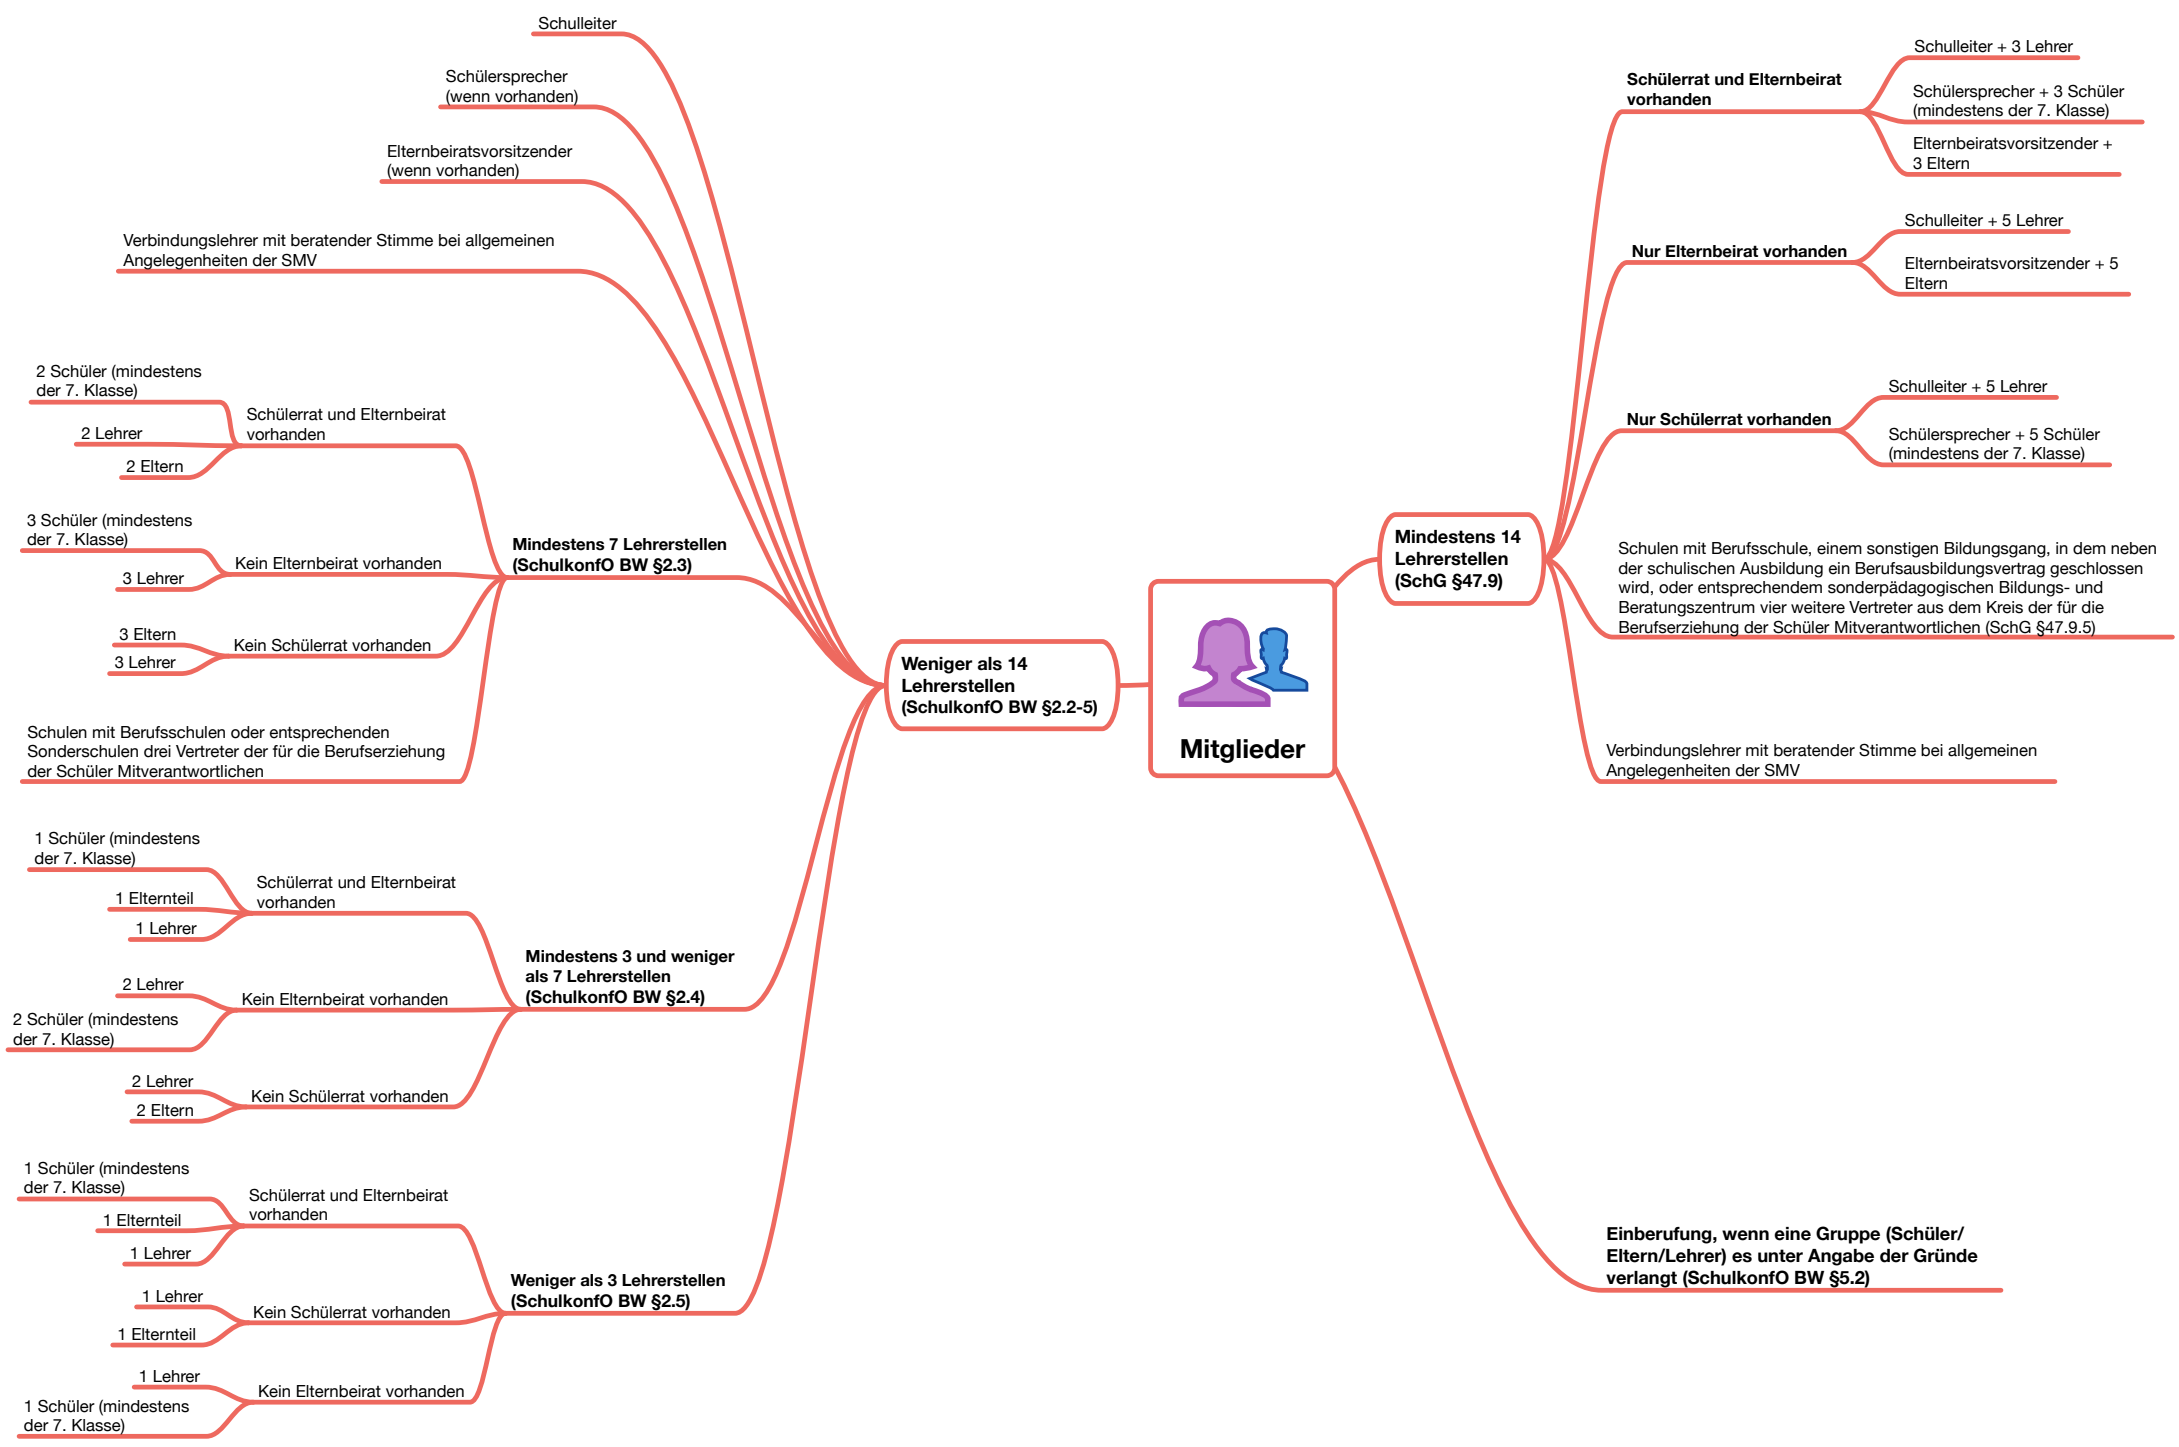 Mitglieder
Mindestens 14
Lehrerstellen
(SchG §47.9)
Schülerrat und Elternbeirat
vorhanden
Schulleiter + 3 Lehrer
Schülersprecher + 3 Schüler
(mindestens der 7. Klasse)
Elternbeiratsvorsitzender +
3 Eltern
Nur Elternbeirat vorhanden
Schulleiter + 5 Lehrer
Elternbeiratsvorsitzender + 5
Eltern
Nur Schülerrat vorhanden
Schulleiter + 5 Lehrer
Schülersprecher + 5 Schüler
(mindestens der 7. Klasse)
Schulen mit Berufsschule, einem sonstigen Bildungsgang, in dem neben
der schulischen Ausbildung ein Berufsausbildungsvertrag geschlossen
wird, oder entsprechendem sonderpädagogischen Bildungs- und
Beratungszentrum vier weitere Vertreter aus dem Kreis der für die
Berufserziehung der Schüler Mitverantwortlichen (SchG §47.9.5)
Verbindungslehrer mit beratender Stimme bei allgemeinen
Angelegenheiten der SMV
Einberufung, wenn eine Gruppe (Schüler/
Eltern/Lehrer) es unter Angabe der Gründe
verlangt (SchulkonfO BW §5.2)
Weniger als 14
Lehrerstellen
(SchulkonfO BW §2.2-5)
Schulleiter
Schülersprecher
(wenn vorhanden)
Elternbeiratsvorsitzender
(wenn vorhanden)
Verbindungslehrer mit beratender Stimme bei allgemeinen
Angelegenheiten der SMV
Mindestens 7 Lehrerstellen
(SchulkonfO BW §2.3)
Schülerrat und Elternbeirat
vorhanden
2 Schüler (mindestens
der 7. Klasse)
2 Lehrer
2 Eltern
Kein Elternbeirat vorhanden
3 Schüler (mindestens
der 7. Klasse)
3 Lehrer
Kein Schülerrat vorhanden
3 Eltern
3 Lehrer
Schulen mit Berufsschulen oder entsprechenden
Sonderschulen drei Vertreter der für die Berufserziehung
der Schüler Mitverantwortlichen
Mindestens 3 und weniger
als 7 Lehrerstellen
(SchulkonfO BW §2.4)
Schülerrat und Elternbeirat
vorhanden
1 Schüler (mindestens
der 7. Klasse)
1 Elternteil
1 Lehrer
Kein Elternbeirat vorhanden
2 Lehrer
2 Schüler (mindestens
der 7. Klasse)
Kein Schülerrat vorhanden
2 Lehrer
2 Eltern
Weniger als 3 Lehrerstellen
(SchulkonfO BW §2.5)
Schülerrat und Elternbeirat
vorhanden
1 Schüler (mindestens
der 7. Klasse)
1 Elternteil
1 Lehrer
Kein Schülerrat vorhanden
1 Lehrer
1 Elternteil
Kein Elternbeirat vorhanden
1 Lehrer
1 Schüler (mindestens
der 7. Klasse)